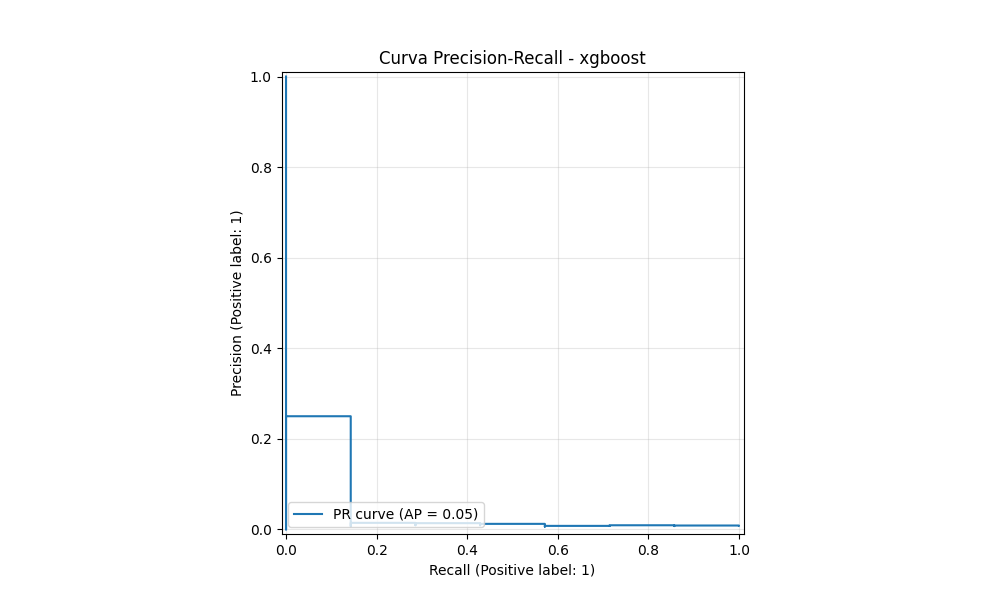 Curva Precision-Recall - xgboost
1.0
0.8
0.6
0.4
0.2
0.0
Precision (Positive label: 1)
PR curve (AP = 0.05)
0.0 0.2 0.4 0.6 0.8 1.0
Recall (Positive label: 1)